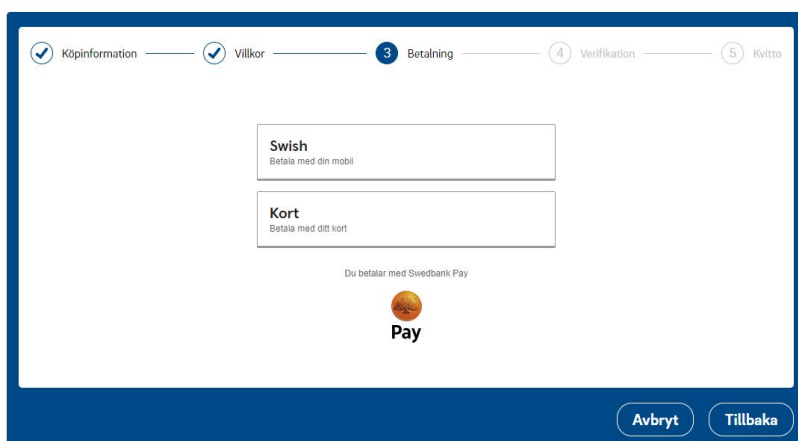 Köpinformation Villkor 3 Betalning 4 Verifikation 5 Kvitto
Swish
Betala med din mobil
Kort
Betala med ditt kort
Du betalar med Swedbank Pay
Pay
Avbryt Tillbaka